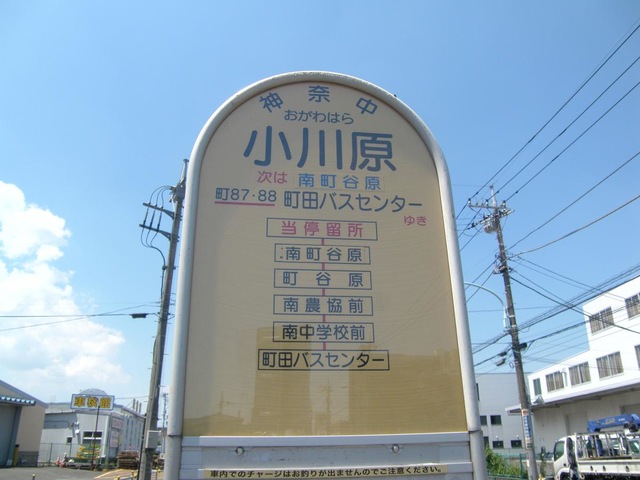 神奈中
おがわはら
小川原
次は 南町谷原
町87・88 町田バスセンター
ゆき
当停留所
南町谷原
町谷原
南農協前
南中学校前
町田バスセンター
車内でのチャージはお釣りが出ませんのでご注意ください。
車検館